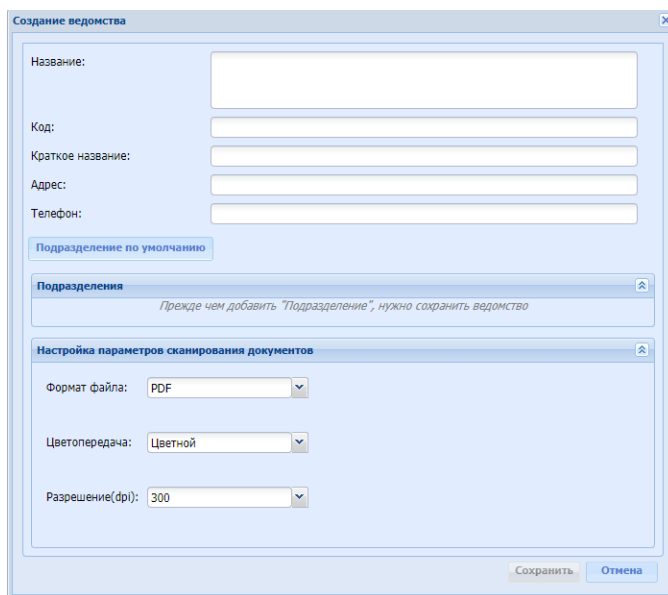 Создание ведомства
Название:
Код:
Краткое название:
Адрес:
Телефон:
Подразделение по умолчанию
Подразделения
Прежде чем добавить "Подразделение", нужно сохранить ведомство
Настройка параметров сканирования документов
Формат файла: PDF
Цветопередача: Цветной
Разрешение(dpi): 300
Сохранить Отмена